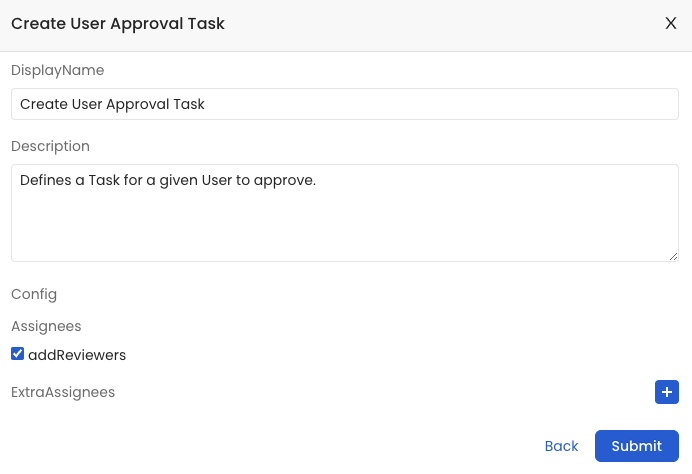 Create User Approval Task X
DisplayName
Create User Approval Task
Description
Defines a Task for a given User to approve.
Config
Assignees
addReviewers
ExtraAssignees +
Back Submit